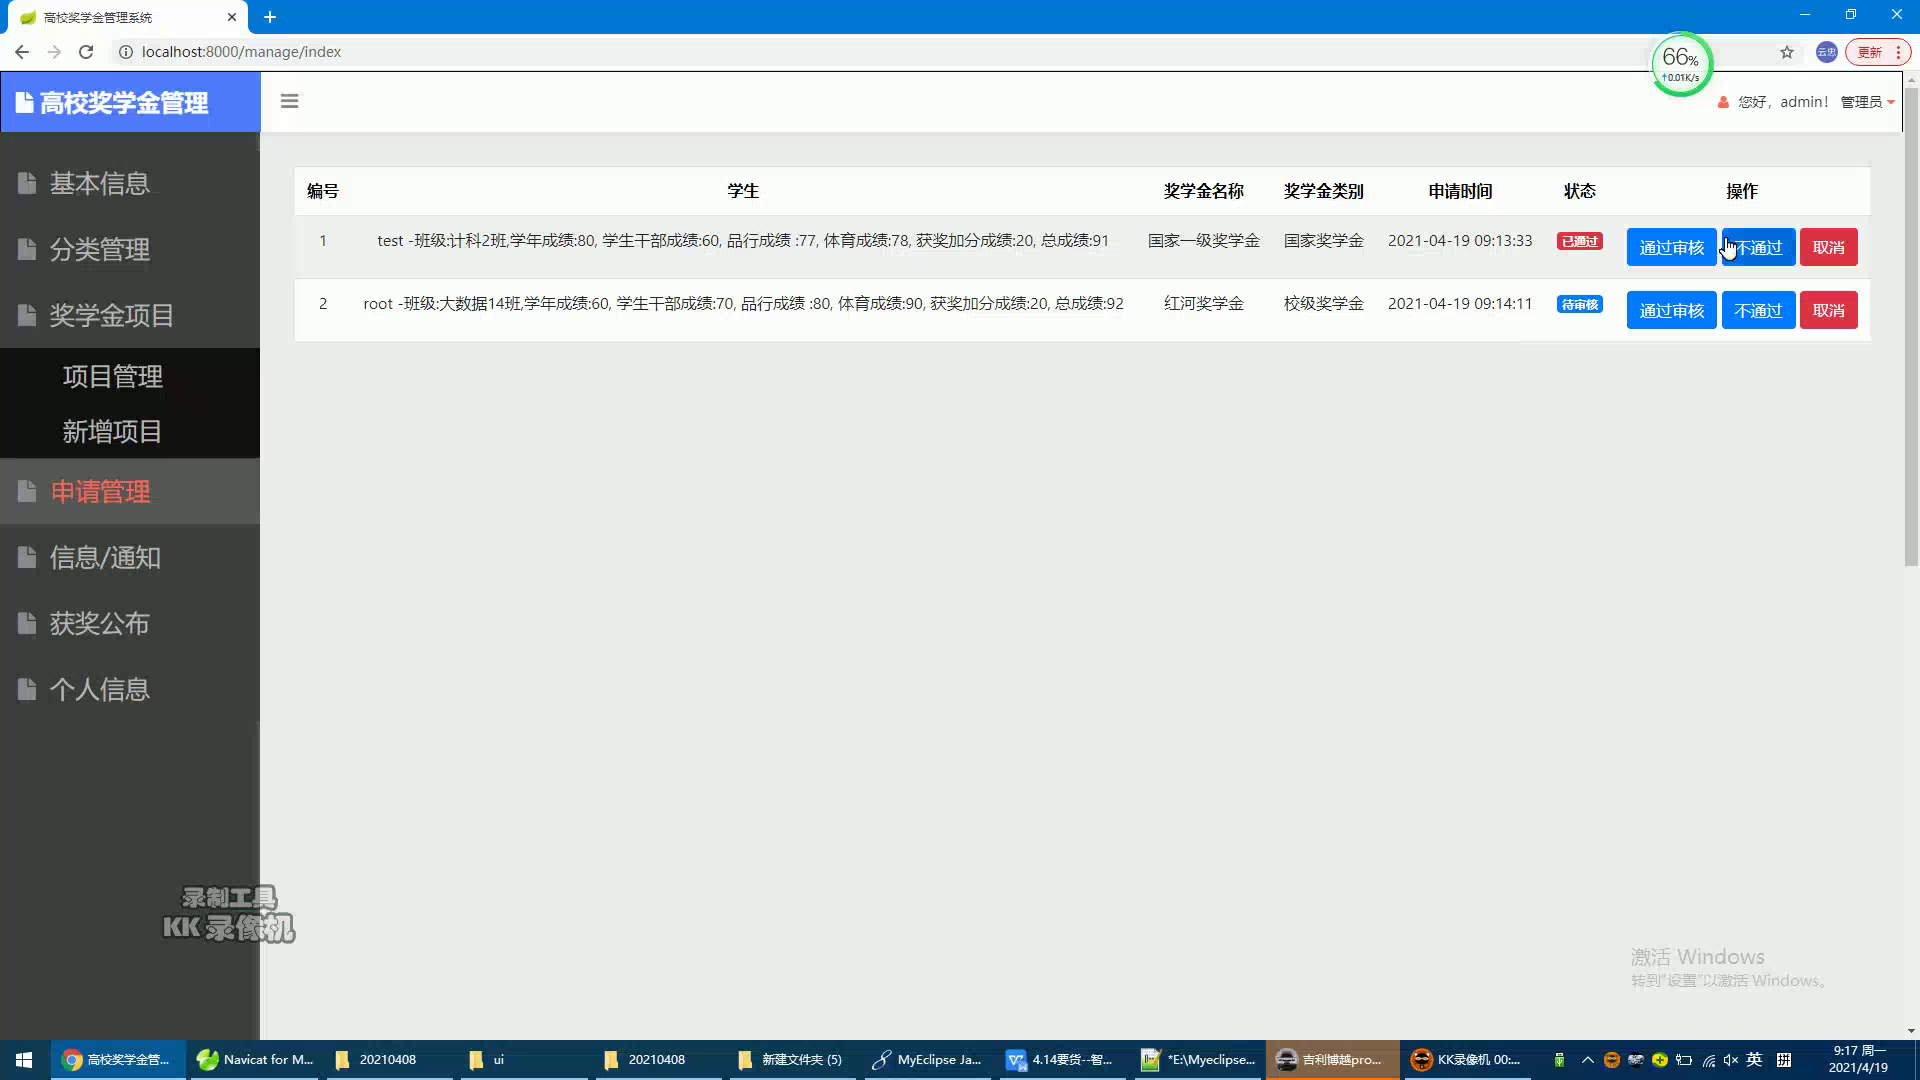 高校奖学金管理系统
localhost:8000/manage/index
更新
66%
↑0.01K/s
高校奖学金管理
您好，admin！ 管理员
基本信息
分类管理
奖学金项目
项目管理
新增项目
申请管理
信息/通知
获奖公布
个人信息
编号 学生 奖学金名称 奖学金类别 申请时间 状态 操作
1 test -班级:计科2班,学年成绩:80, 学生干部成绩:60, 品行成绩 :77, 体育成绩:78, 获奖加分成绩:20, 总成绩:91 国家一级奖学金 国家奖学金 2021-04-19 09:13:33 已通过 通过审核 不通过 取消
2 root -班级:大数据14班,学年成绩:60, 学生干部成绩:70, 品行成绩 :80, 体育成绩:90, 获奖加分成绩:20, 总成绩:92 红河奖学金 校级奖学金 2021-04-19 09:14:11 待审核 通过审核 不通过 取消
录制工具
KK 录像机
激活 Windows
转到"设置"以激活 Windows。
高校奖学金管... Navicat for M... 20210408 ui 20210408 新建文件夹 (5) MyEclipse Ja... 4.14要货--智... *E:\Myeclipse... 吉利博越pro... KK录像机 00:... 英 拼
9:17 周一
2021/4/19